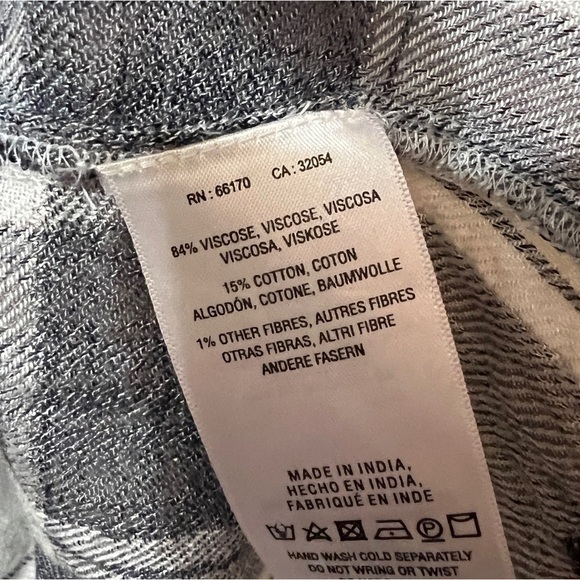 RN : 66170 CA : 32054
84% VISCOSE, VISCOSE, VISCOSA
VISCOSA, VISKOSE
15% COTTON, COTON
ALGODÓN, COTONE, BAUMWOLLE
1% OTHER FIBRES, AUTRES FIBRES
OTRAS FIBRAS, ALTRI FIBRE
ANDERE FASERN
MADE IN INDIA,
HECHO EN INDIA,
FABRIQUÉ EN INDE
P
HAND WASH COLD SEPARATELY
DO NOT WRING OR TWIST